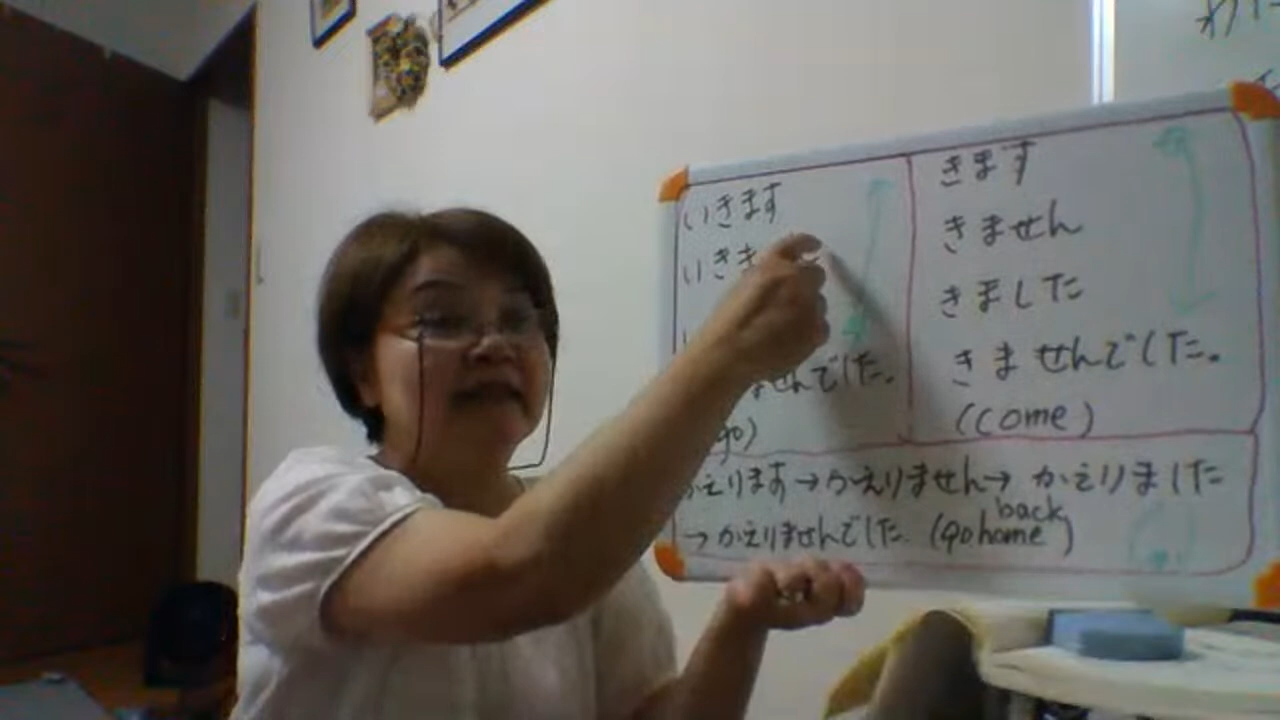 いきます
いきま
せんでした。
go)
きます
きません
きました
きませんでした。
(come)
かえります→かえりません→かえりました
→かえりませんでした. (go back home)
わた